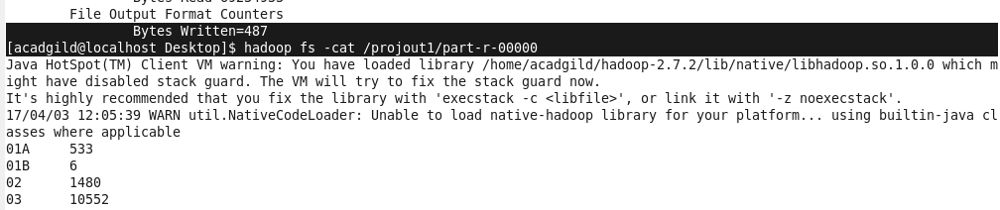 File Output Format Counters
Bytes Written=487
[acadgild@localhost Desktop]$ hadoop fs -cat /projout1/part-r-00000
Java HotSpot(TM) Client VM warning: You have loaded library /home/acadgild/hadoop-2.7.2/lib/native/libhadoop.so.1.0.0 which m
ight have disabled stack guard. The VM will try to fix the stack guard now.
It's highly recommended that you fix the library with 'execstack -c <libfile>', or link it with '-z noexecstack'.
17/04/03 12:05:39 WARN util.NativeCodeLoader: Unable to load native-hadoop library for your platform... using builtin-java cl
asses where applicable
01A 533
01B 6
02 1480
03 10552